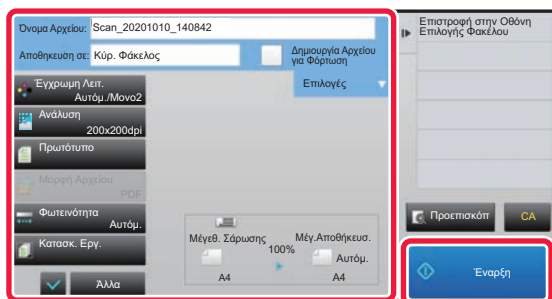 Όνομα Αρχείου: Scan_20201010_140842
Αποθηκευση σε: Κύρ. Φάκελος
Δημιουργία Αρχείου
για Φόρτωση
Επιλογές
Έγχρωμη Λειτ.
Αυτόμ./Μονο2
Ανάλυση
200x200dpi
Πρωτότυπο
Μορφή Αρχείου
PDF
Φωτεινότητα
Αυτόμ.
Κατασκ. Εργ.
Άλλα
Μέγεθ. Σάρωσης
100%
Μέγ.Αποθήκευσ.
Αυτόμ.
A4
A4
Επιστροφή στην Οθόνη
Επιλογής Φακέλου
Προεπισκόπ
CA
Έναρξη